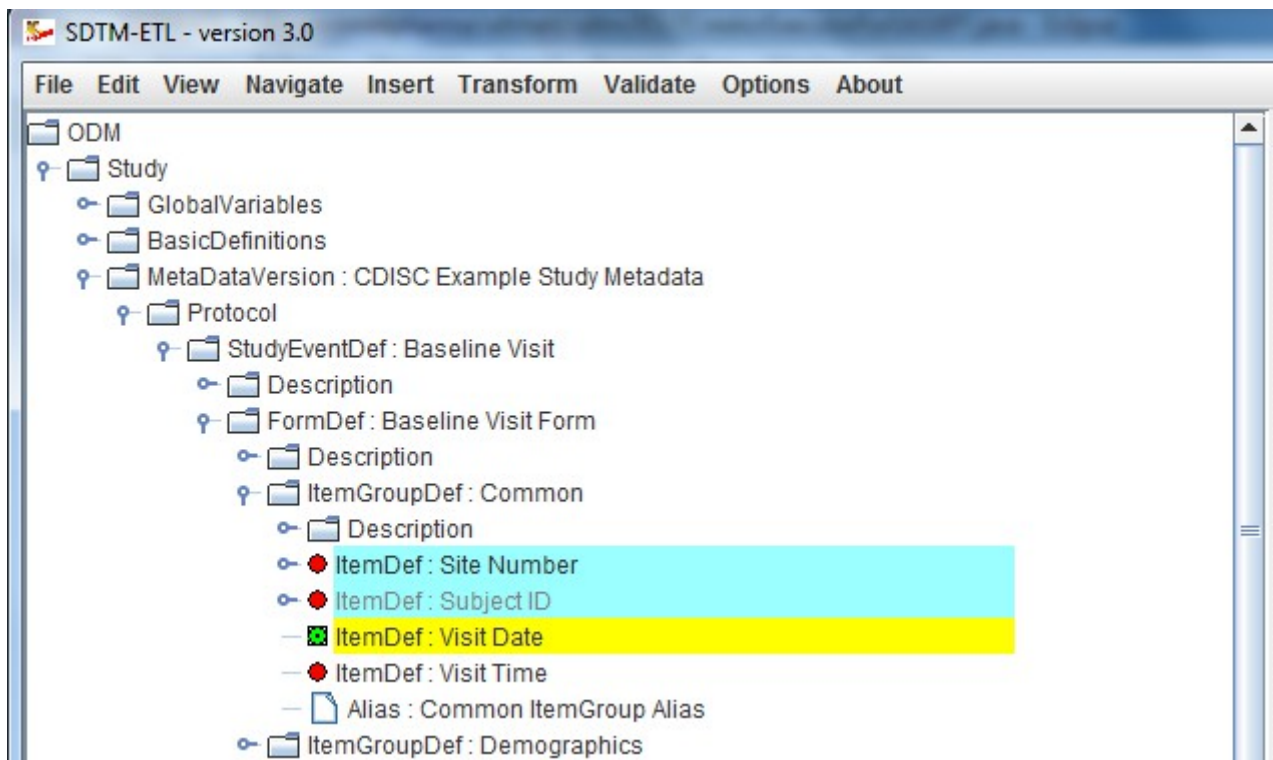 SDTM-ETL - version 3.0
File Edit View Navigate Insert Transform Validate Options About
ODM
Study
GlobalVariables
BasicDefinitions
MetaDataVersion : CDISC Example Study Metadata
Protocol
StudyEventDef : Baseline Visit
Description
FormDef : Baseline Visit Form
Description
ItemGroupDef : Common
Description
ItemDef : Site Number
ItemDef : Subject ID
ItemDef : Visit Date
ItemDef : Visit Time
Alias : Common ItemGroup Alias
ItemGroupDef : Demographics